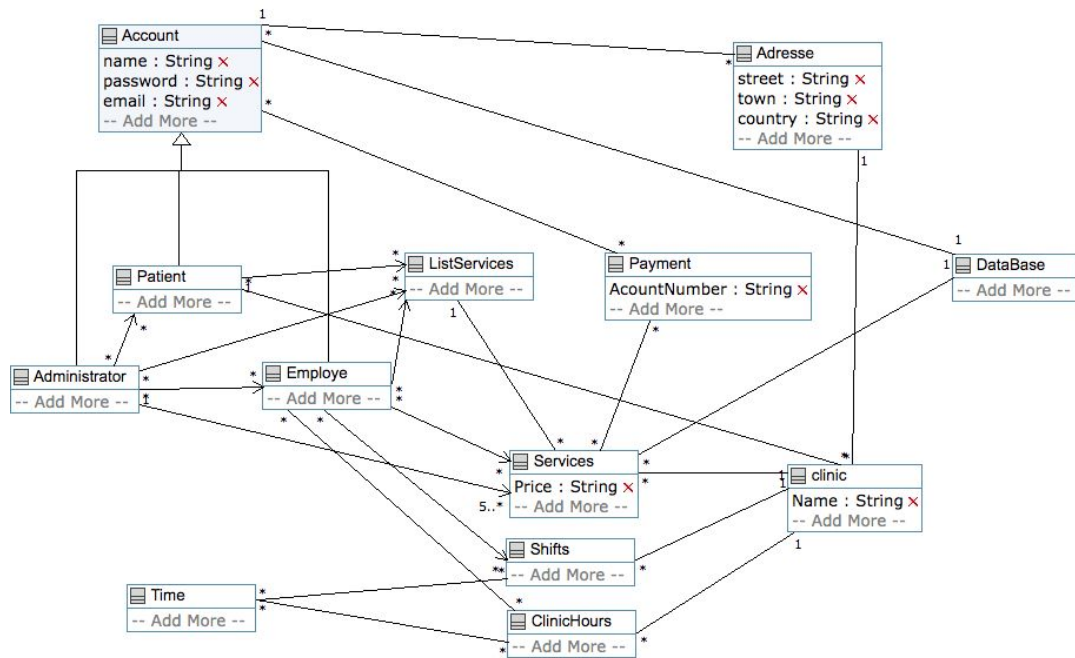 Account
name : String
password : String
email : String
-- Add More --
1
*
*
Adresse
street : String
town : String
country : String
-- Add More --
*
1
Patient
-- Add More --
*
1
*
ListServices
-- Add More --
*
*
*
1
Payment
AcountNumber : String
-- Add More --
*
*
DataBase
-- Add More --
1
1
Administrator
-- Add More --
*
*
*
1
Employe
-- Add More --
*
*
*
*
*
Services
Price : String
-- Add More --
*
5..*
*
*
*
*
clinic
Name : String
-- Add More --
*
*
1
1
1
Shifts
-- Add More --
*
*
*
Time
-- Add More --
*
*
ClinicHours
-- Add More --
*
*
*